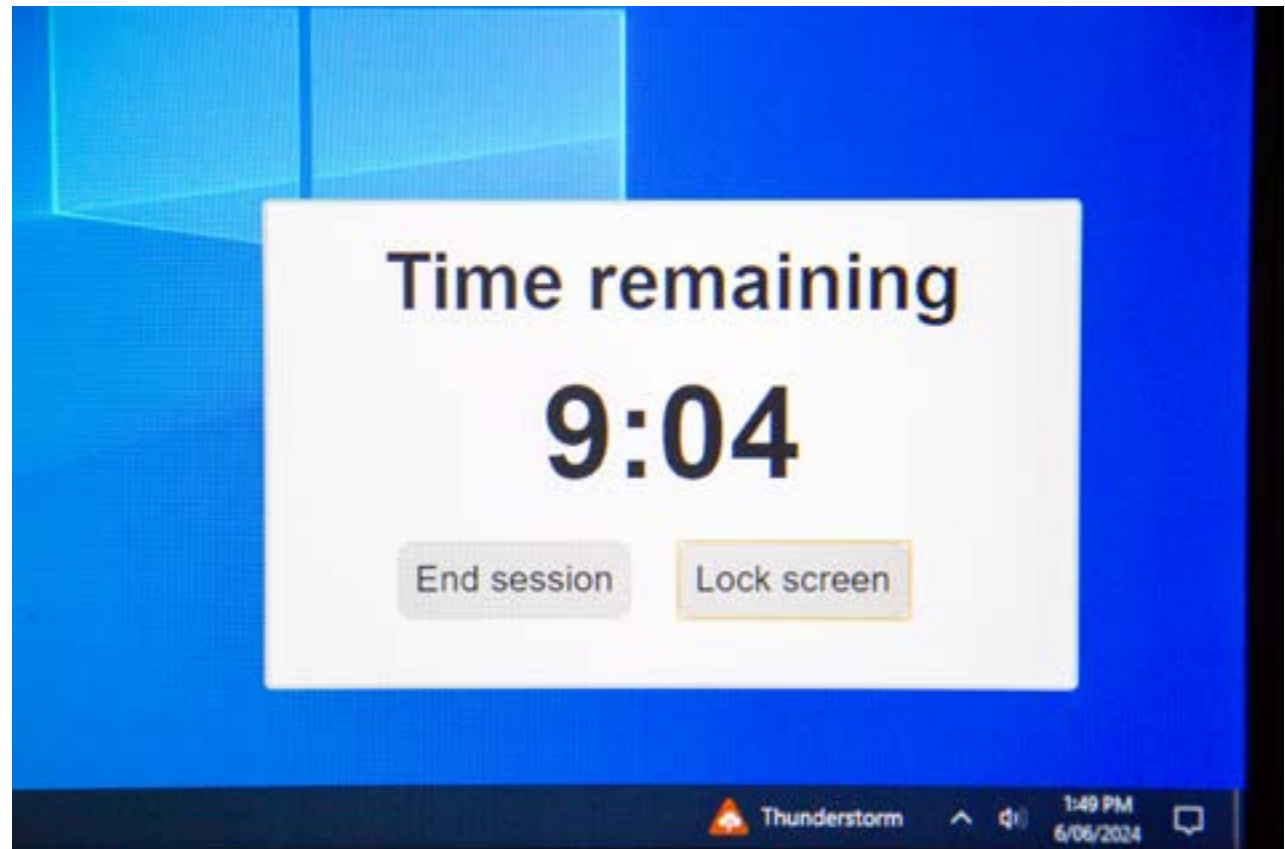 Time remaining
9:04
End session Lock screen
Thunderstorm 1:49 PM
6/06/2024